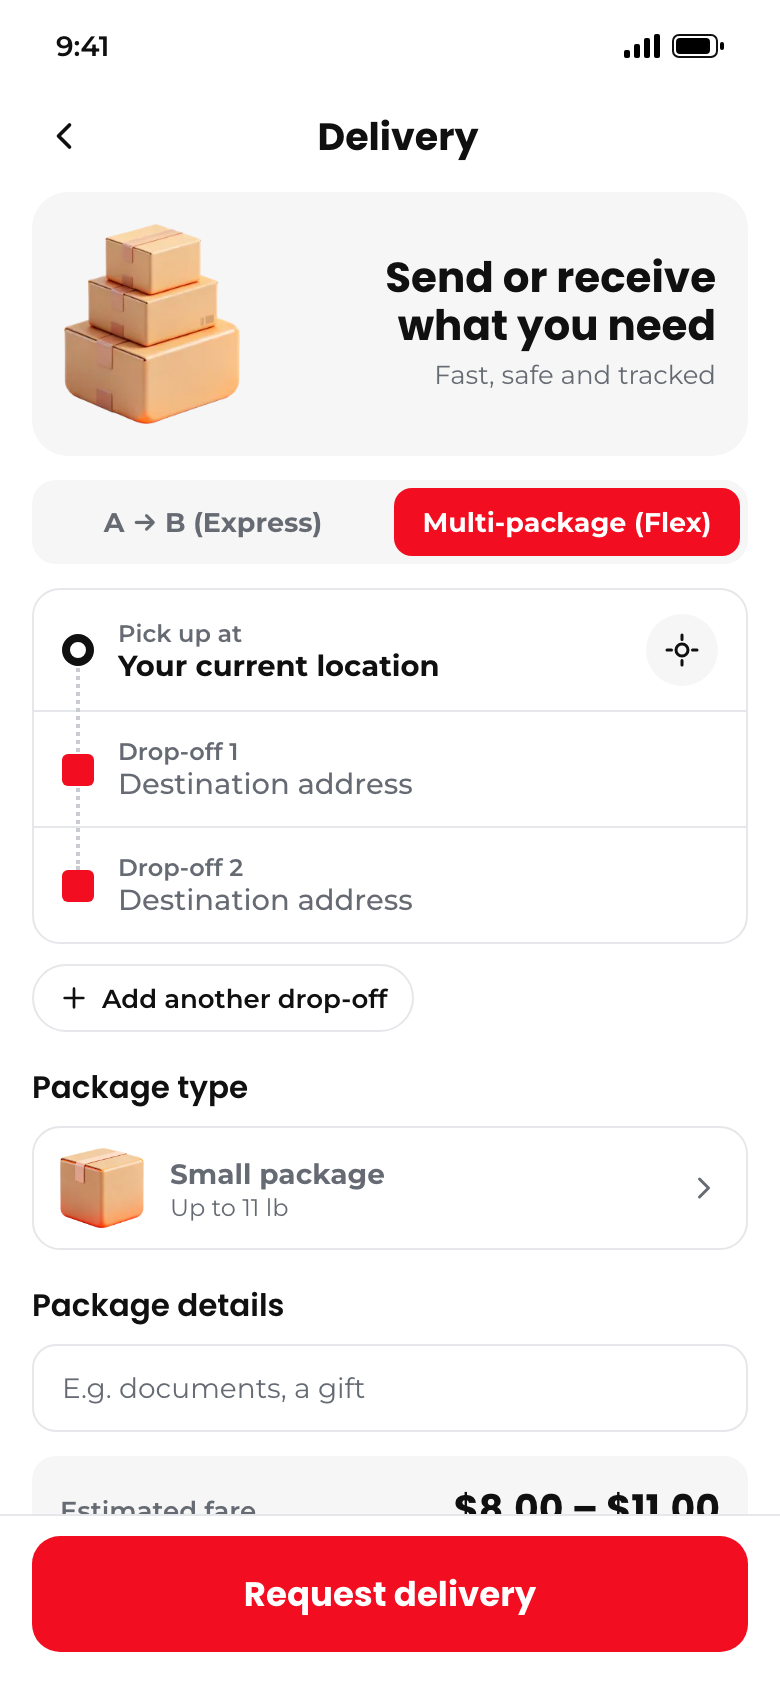 9:41
Delivery
Send or receive
what you need
Fast, safe and tracked
A → B (Express)
Multi-package (Flex)
Pick up at
Your current location
Drop-off 1
Destination address
Drop-off 2
Destination address
+ Add another drop-off
Package type
Small package
Up to 11 lb
Package details
E.g. documents, a gift
Estimated fare
$8.00 – $11.00
Request delivery